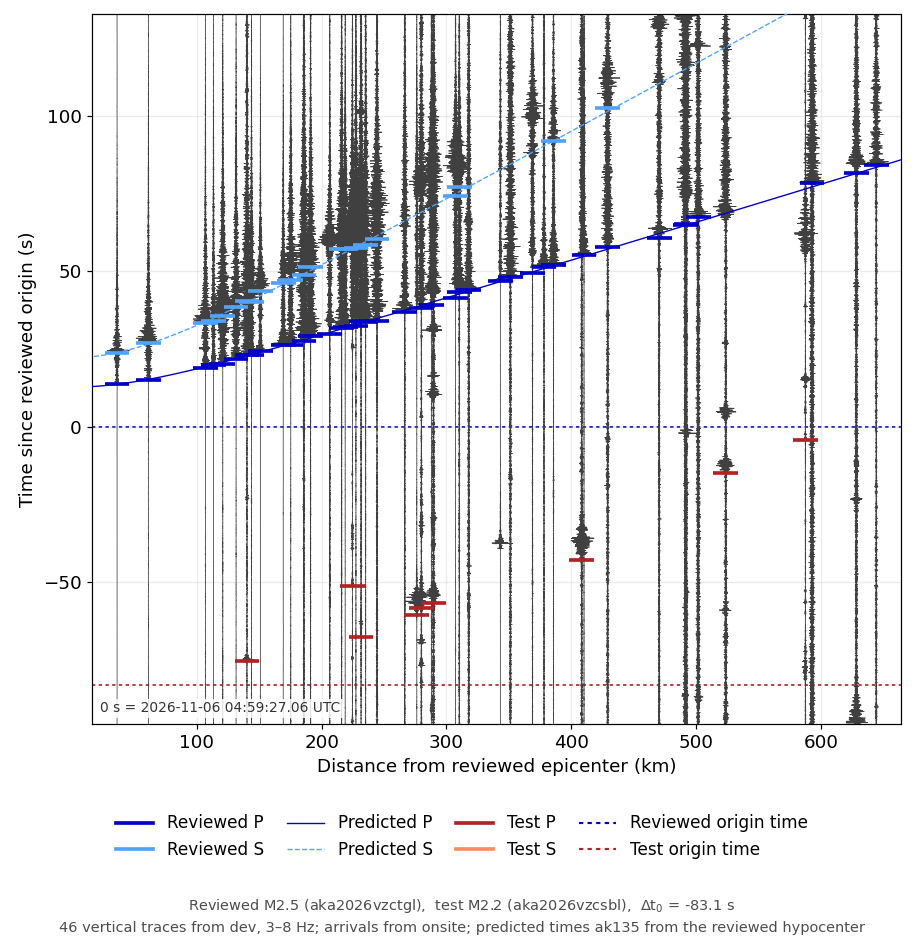 100
50
0
−50
Time since reviewed origin (s)
0 s = 2026-11-06 04:59:27.06 UTC
100 200 300 400 500 600
Distance from reviewed epicenter (km)
Reviewed P Predicted P Test P Reviewed origin time
Reviewed S Predicted S Test S Test origin time
Reviewed M2.5 (aka2026vzctgl), test M2.2 (aka2026vzcsbl), Δt₀ = -83.1 s
46 vertical traces from dev, 3–8 Hz; arrivals from onsite; predicted times ak135 from the reviewed hypocenter